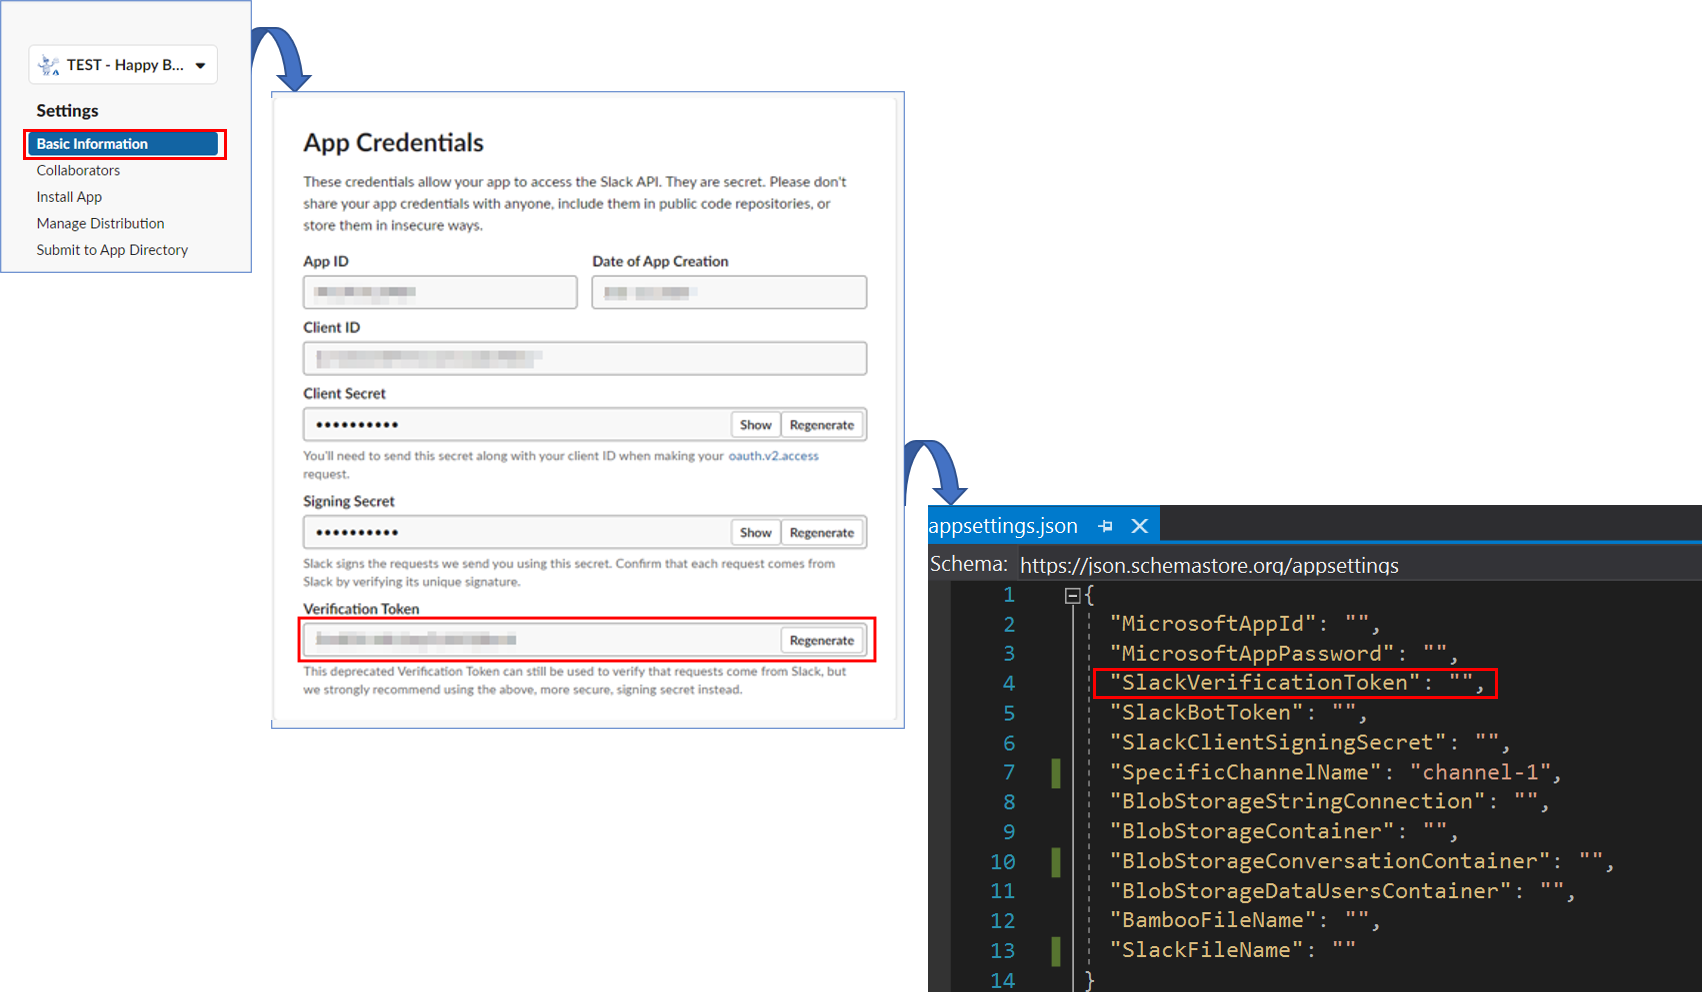 TEST - Happy B...
Settings
Basic Information
Collaborators
Install App
Manage Distribution
Submit to App Directory
App Credentials
These credentials allow your app to access the Slack API. They are secret. Please don't
share your app credentials with anyone, include them in public code repositories, or
store them in insecure ways.
App ID
Date of App Creation
Client ID
Client Secret
•••••••••• Show Regenerate
You'll need to send this secret along with your client ID when making your oauth.v2.access
request.
Signing Secret
•••••••••• Show Regenerate
Slack signs the requests we send you using this secret. Confirm that each request comes from
Slack by verifying its unique signature.
Verification Token
Regenerate
This deprecated Verification Token can still be used to verify that requests come from Slack, but
we strongly recommend using the above, more secure, signing secret instead.
appsettings.json
Schema: https://json.schemastore.org/appsettings
1 {
2 "MicrosoftAppId": "",
3 "MicrosoftAppPassword": "",
4 "SlackVerificationToken": "",
5 "SlackBotToken": "",
6 "SlackClientSigningSecret": "",
7 "SpecificChannelName": "channel-1",
8 "BlobStorageStringConnection": "",
9 "BlobStorageContainer": "",
10 "BlobStorageConversationContainer": "",
11 "BlobStorageDataUsersContainer": "",
12 "BambooFileName": "",
13 "SlackFileName": ""
14 }